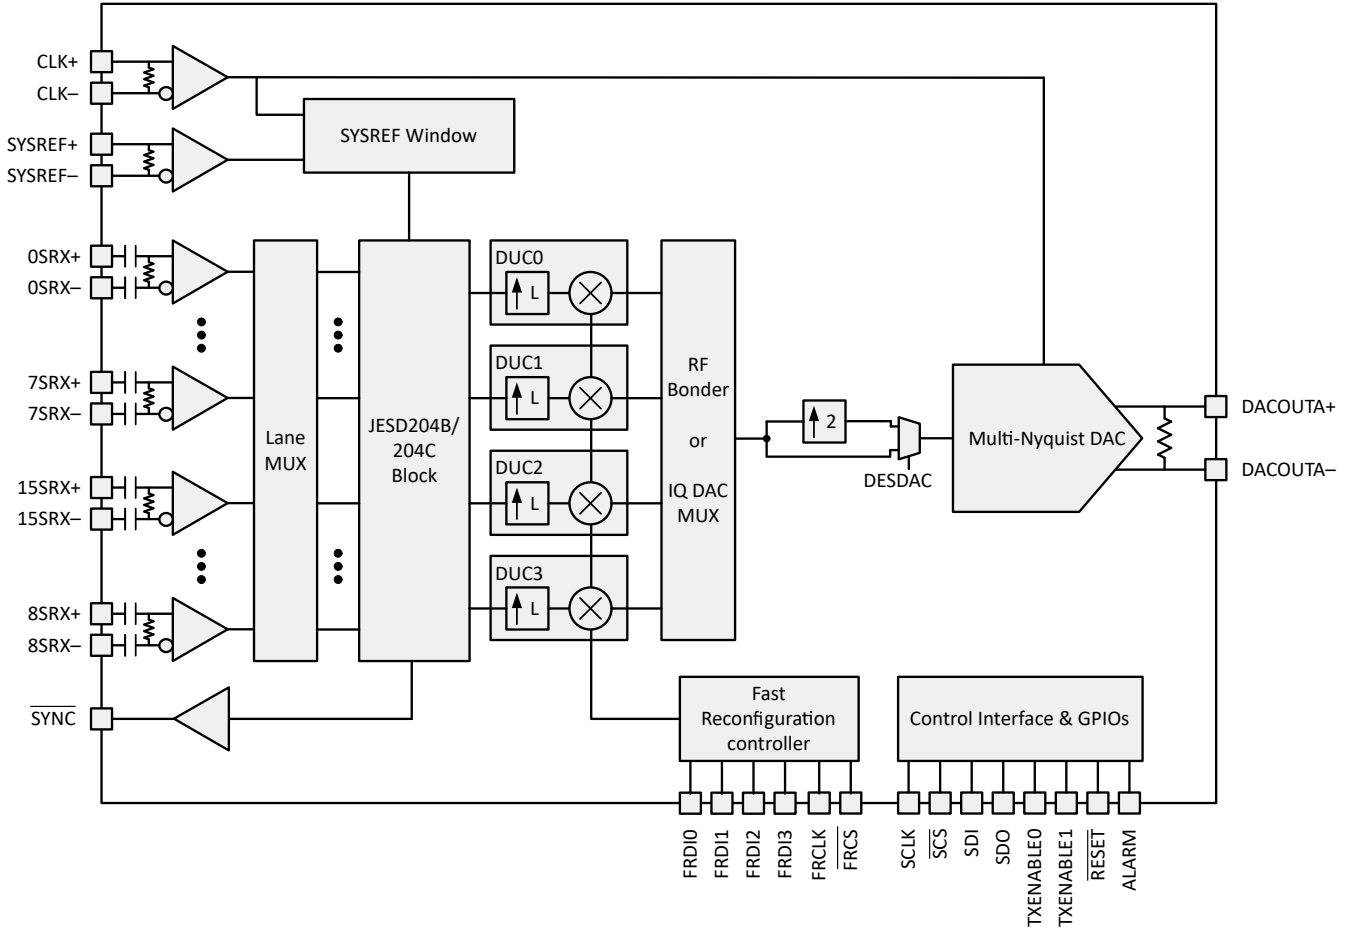 CLK+
CLK–
SYSREF+
SYSREF–
SYSREF Window
0SRX+
0SRX–
7SRX+
7SRX–
15SRX+
15SRX–
8SRX+
8SRX–
SYNC
Lane
MUX
JESD204B/
204C
Block
DUC0
L
DUC1
L
DUC2
L
DUC3
L
RF
Bonder
or
IQ DAC
MUX
2
DESDAC
Multi-Nyquist DAC
DACOUTA+
DACOUTA–
Fast
Reconfiguration
controller
Control Interface & GPIOs
FRDI0
FRDI1
FRDI2
FRDI3
FRCLK
FRCS
SCLK
SCS
SDI
SDO
TXENABLE0
TXENABLE1
RESET
ALARM